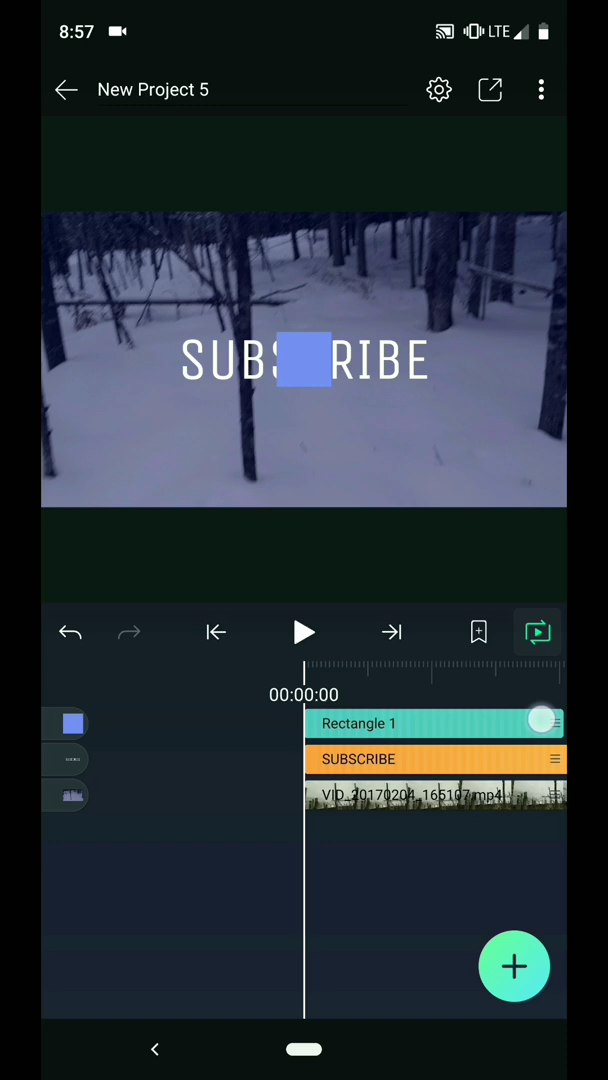 8:57
LTE
New Project 5
SUBS RIBE
00:00:00
Rectangle 1
SUBSCRIBE
VID_20170204_165107.mp4